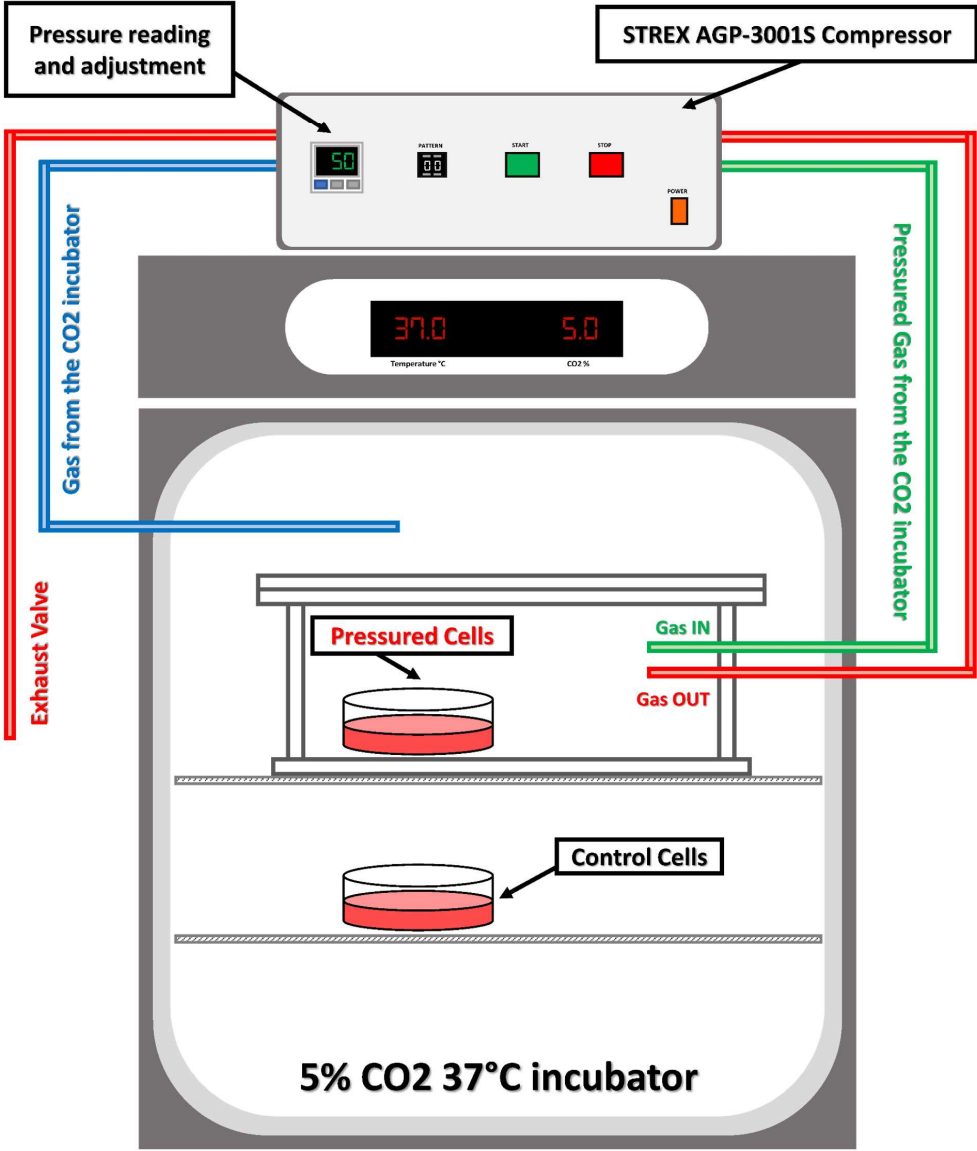 Pressure reading
and adjustment
STREX AGP-3001S Compressor
50
PATTERN
00
START
STOP
POWER
37.0
5.0
Temperature °C
CO2 %
Gas from the CO2 incubator
Exhaust Valve
Pressured Gas from the CO2 incubator
Pressured Cells
Gas IN
Gas OUT
Control Cells
5% CO2 37°C incubator